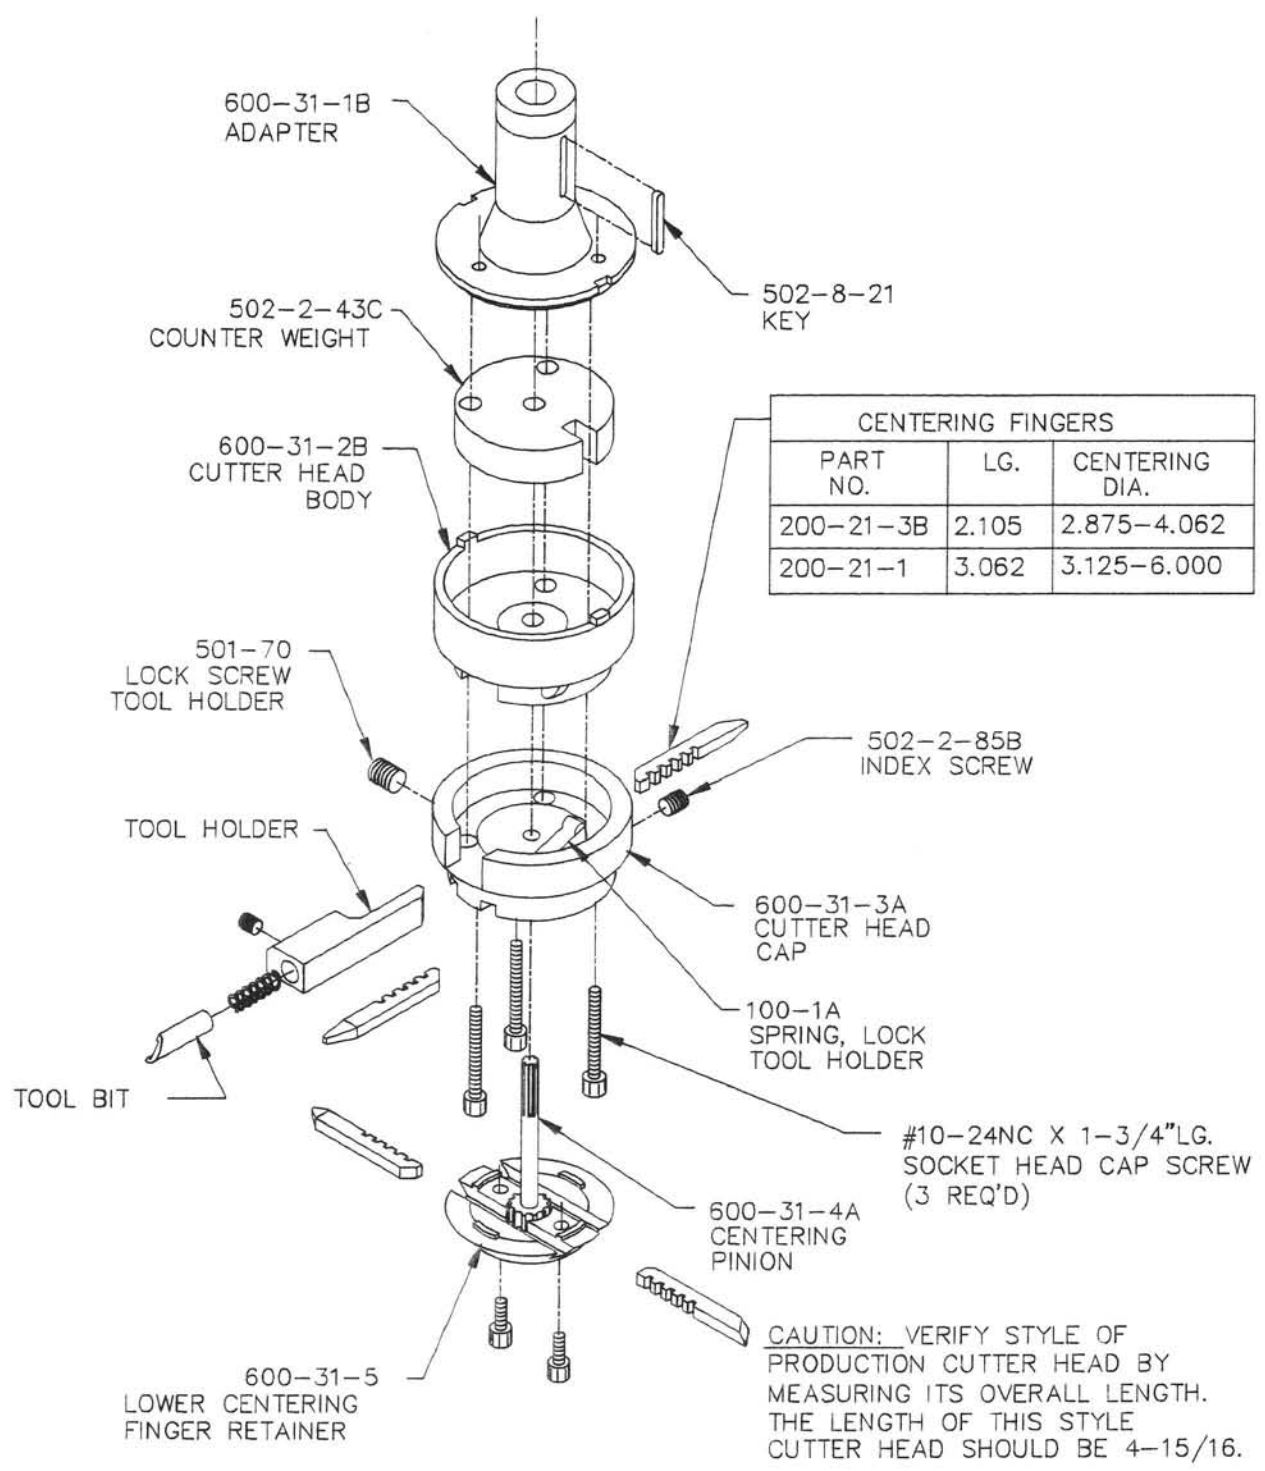 600-31-1B
ADAPTER
502-8-21
KEY
502-2-43C
COUNTER WEIGHT
CENTERING FINGERS
PART NO. LG. CENTERING DIA.
200-21-3B 2.105 2.875-4.062
200-21-1 3.062 3.125-6.000
600-31-2B
CUTTER HEAD
BODY
501-70
LOCK SCREW
TOOL HOLDER
502-2-85B
INDEX SCREW
TOOL HOLDER
600-31-3A
CUTTER HEAD
CAP
100-1A
SPRING, LOCK
TOOL HOLDER
TOOL BIT
#10-24NC X 1-3/4"LG.
SOCKET HEAD CAP SCREW
(3 REQ'D)
600-31-4A
CENTERING
PINION
600-31-5
LOWER CENTERING
FINGER RETAINER
CAUTION: VERIFY STYLE OF
PRODUCTION CUTTER HEAD BY
MEASURING ITS OVERALL LENGTH.
THE LENGTH OF THIS STYLE
CUTTER HEAD SHOULD BE 4-15/16.